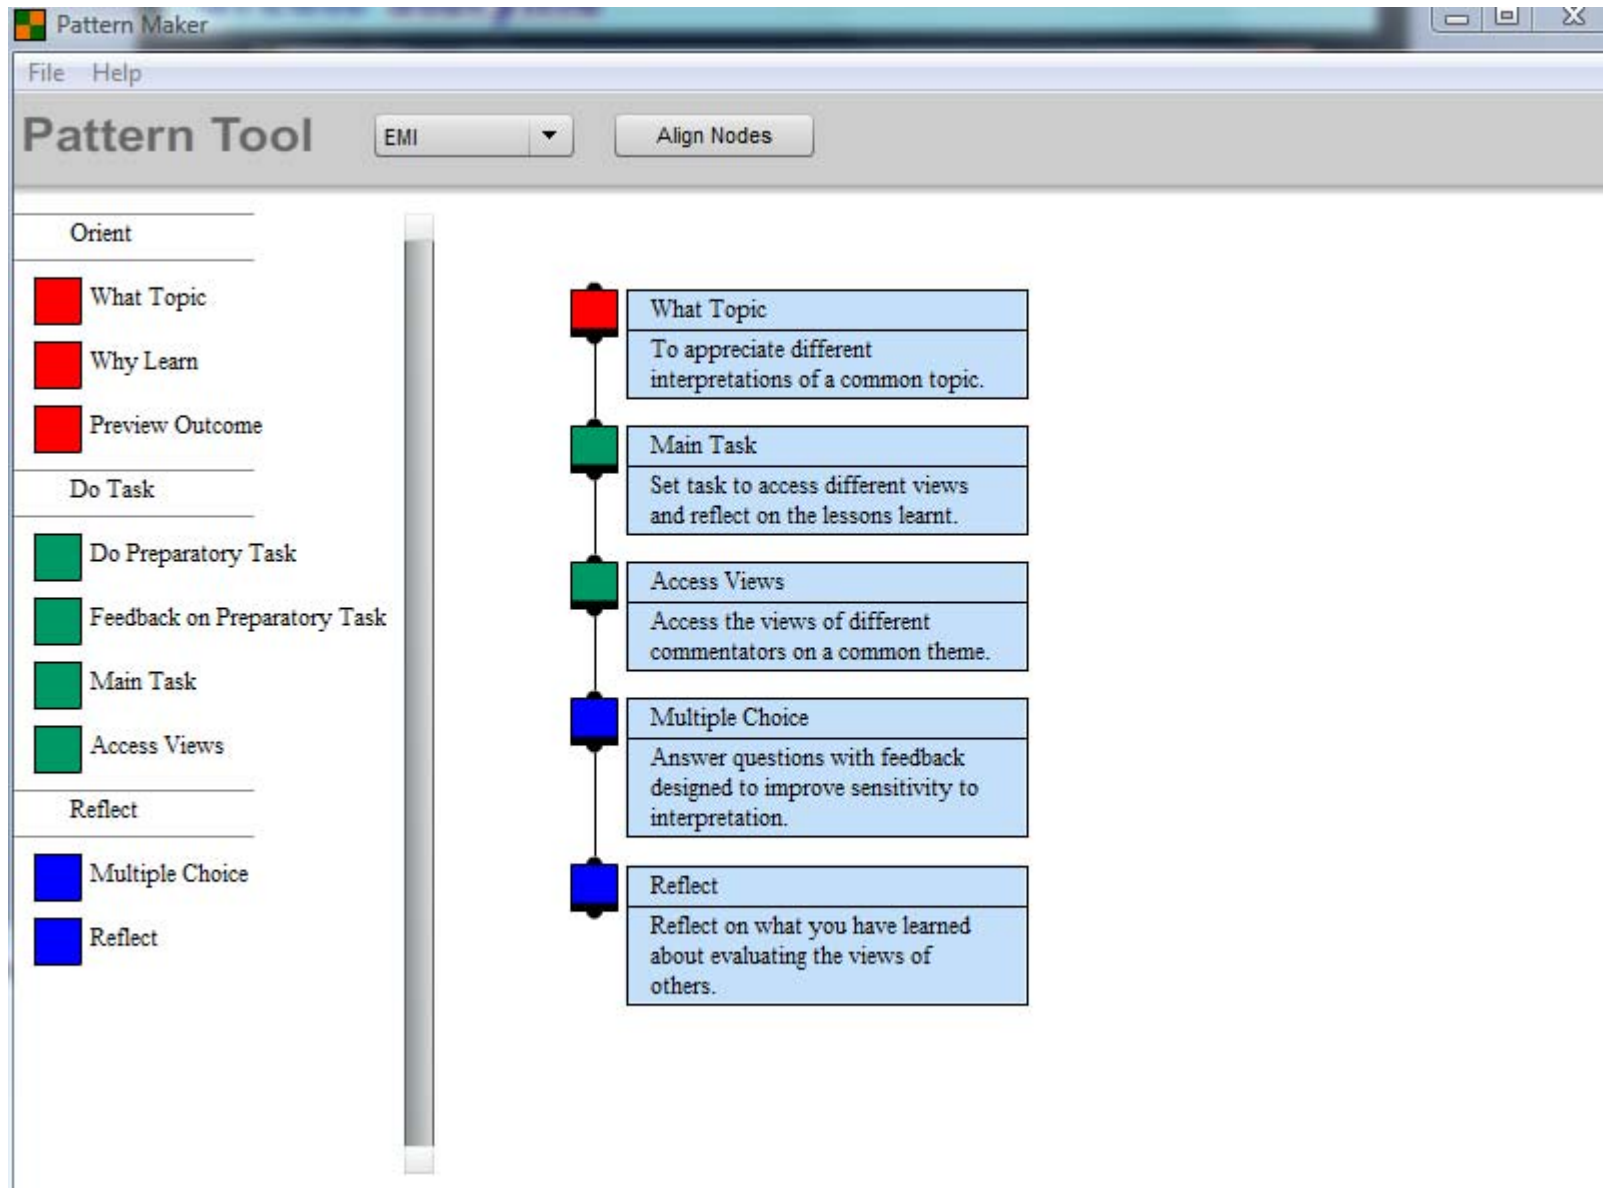 Pattern Maker
File Help
Pattern Tool
EMI
Align Nodes
Orient
What Topic
Why Learn
Preview Outcome
Do Task
Do Preparatory Task
Feedback on Preparatory Task
Main Task
Access Views
Reflect
Multiple Choice
Reflect
What Topic
To appreciate different
interpretations of a common topic.
Main Task
Set task to access different views
and reflect on the lessons learnt.
Access Views
Access the views of different
commentators on a common theme.
Multiple Choice
Answer questions with feedback
designed to improve sensitivity to
interpretation.
Reflect
Reflect on what you have learned
about evaluating the views of
others.